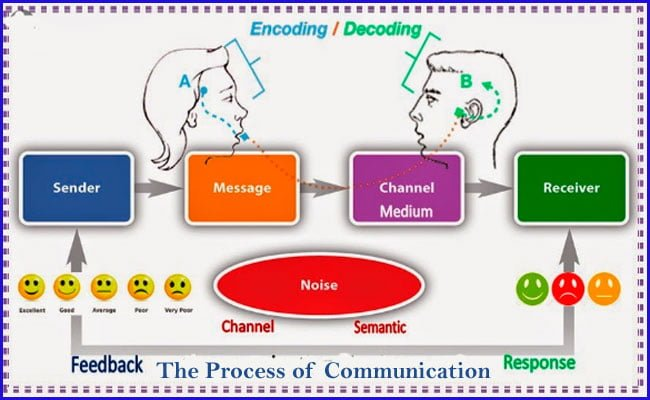 Encoding / Decoding
A
B
Sender
Message
Channel
Medium
Receiver
Noise
Excellent
Good
Average
Poor
Very Poor
Channel
Semantic
Feedback
The Process of Communication
Response